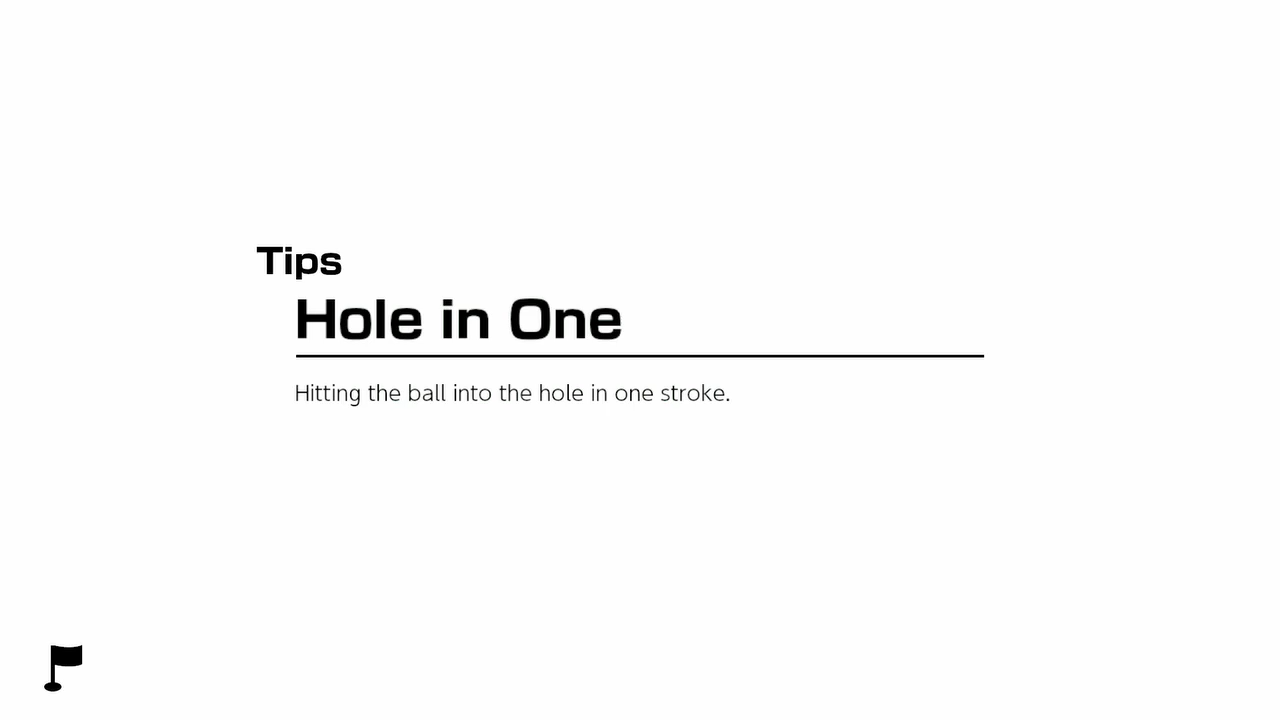 Tips
Hole in One
Hitting the ball into the hole in one stroke.